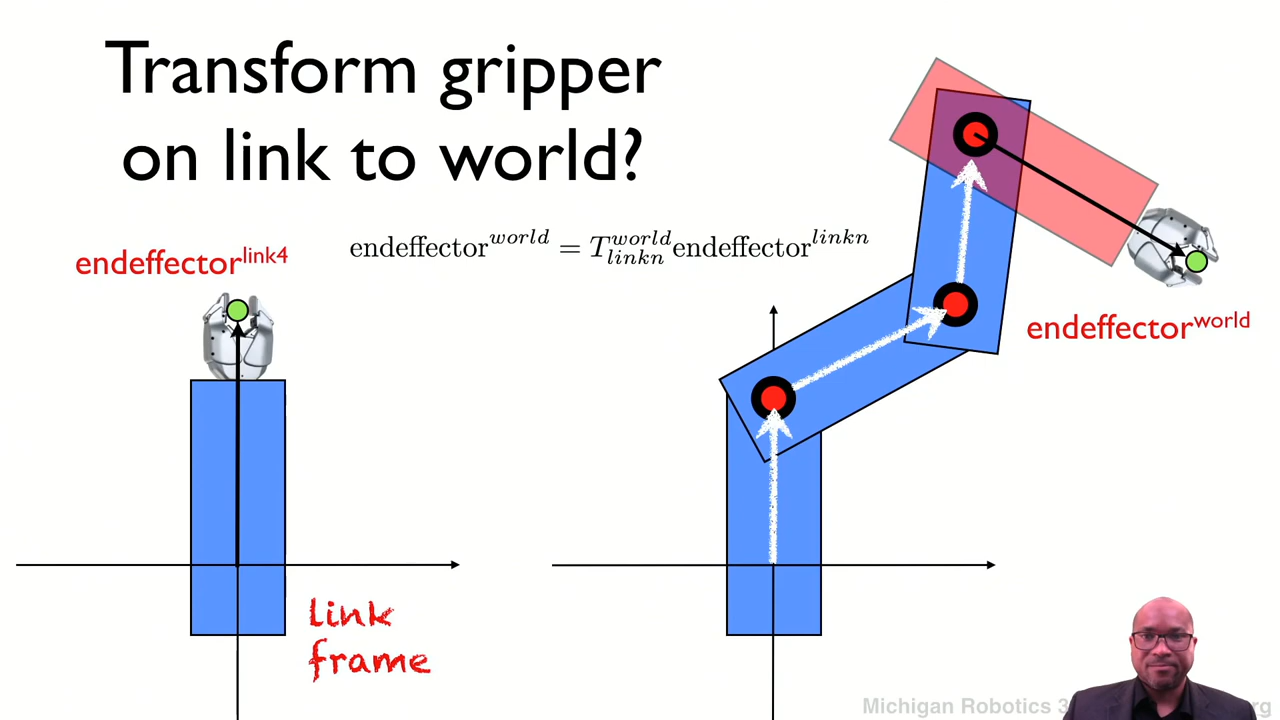 Transform gripper
on link to world?
endeffector^world = T^world_linkn endeffector^linkn
endeffector^link4
endeffector^world
link
frame
Michigan Robotics